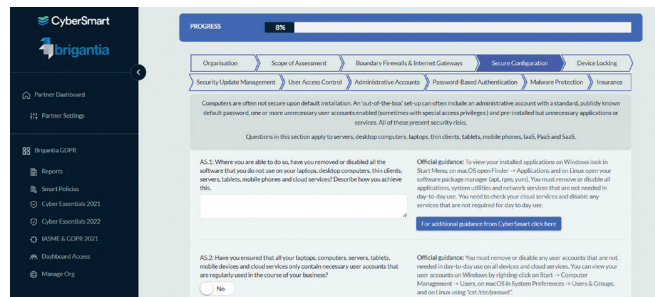 CyberSmart
brigantia
Partner Dashboard
Partner Settings
Brigantia GDPR
Reports
Smart Policies
Cyber Essentials 2021
Cyber Essentials 2022
IASME & GDPR 2021
Dashboard Access
Manage Org
PROGRESS 8%
Organisation Scope of Assessment Boundary Firewalls & Internet Gateways Secure Configuration Device Locking
Security Update Management User Access Control Administrative Accounts Password-Based Authentication Malware Protection Insurance
Computers are often not secure upon default installation. An 'out-of-the-box' set-up can often include an administrative account with a standard, publicly known
default password, one or more unnecessary user accounts enabled (sometimes with special access privileges) and pre-installed but unnecessary applications or
services. All of these present security risks.
Questions in this section apply to servers, desktop computers, laptops, thin clients, tablets, mobile phones, IaaS, PaaS and SaaS.
A5.1: Where you are able to do so, have you removed or disabled all the
software that you do not use on your laptops, desktop computers, thin clients,
servers, tablets, mobile phones and cloud services? Describe how you achieve
this.
Official guidance: To view your installed applications on Windows look in
Start Menu, on macOS open Finder -> Applications and on Linux open your
software package manager (apt, rpm, yum). You must remove or disable all
applications, system utilities and network services that are not needed in
day-to-day use. You need to check your cloud services and disable any
services that are not required for day to day use.
For additional guidance from CyberSmart click here
A5.2: Have you ensured that all your laptops, computers, servers, tablets,
mobile devices and cloud services only contain necessary user accounts that
are regularly used in the course of your business?
No
Official guidance: You must remove or disable any user accounts that are not
needed in day-to-day use on all devices and cloud services. You can view your
user accounts on Windows by righting-click on Start -> Computer
Management -> Users, on macOS in System Preferences -> Users & Groups,
and on Linux using "cat /etc/passwd".